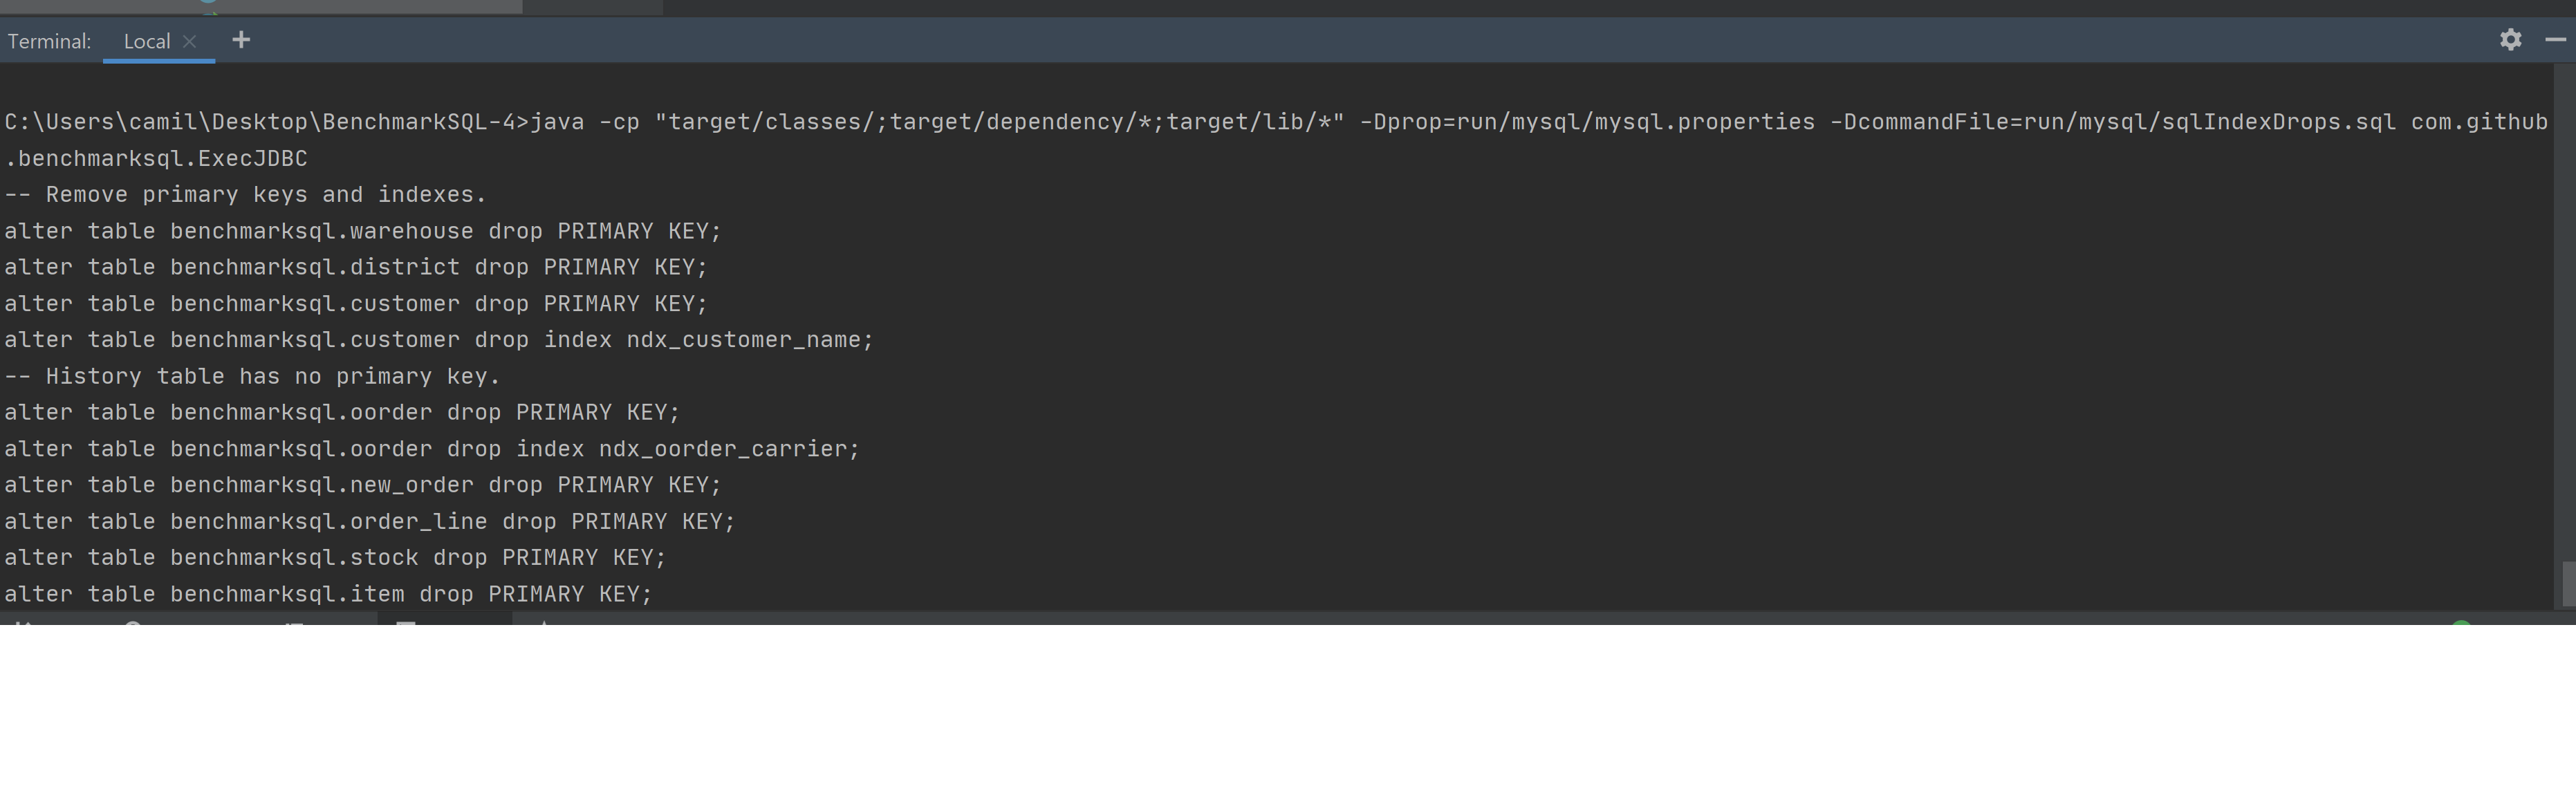 Terminal: Local
C:\Users\camil\Desktop\BenchmarkSQL-4>java -cp "target/classes/;target/dependency/*;target/lib/*" -Dprop=run/mysql/mysql.properties -DcommandFile=run/mysql/sqlIndexDrops.sql com.github
.benchmarksql.ExecJDBC
-- Remove primary keys and indexes.
alter table benchmarksql.warehouse drop PRIMARY KEY;
alter table benchmarksql.district drop PRIMARY KEY;
alter table benchmarksql.customer drop PRIMARY KEY;
alter table benchmarksql.customer drop index ndx_customer_name;
-- History table has no primary key.
alter table benchmarksql.oorder drop PRIMARY KEY;
alter table benchmarksql.oorder drop index ndx_oorder_carrier;
alter table benchmarksql.new_order drop PRIMARY KEY;
alter table benchmarksql.order_line drop PRIMARY KEY;
alter table benchmarksql.stock drop PRIMARY KEY;
alter table benchmarksql.item drop PRIMARY KEY;